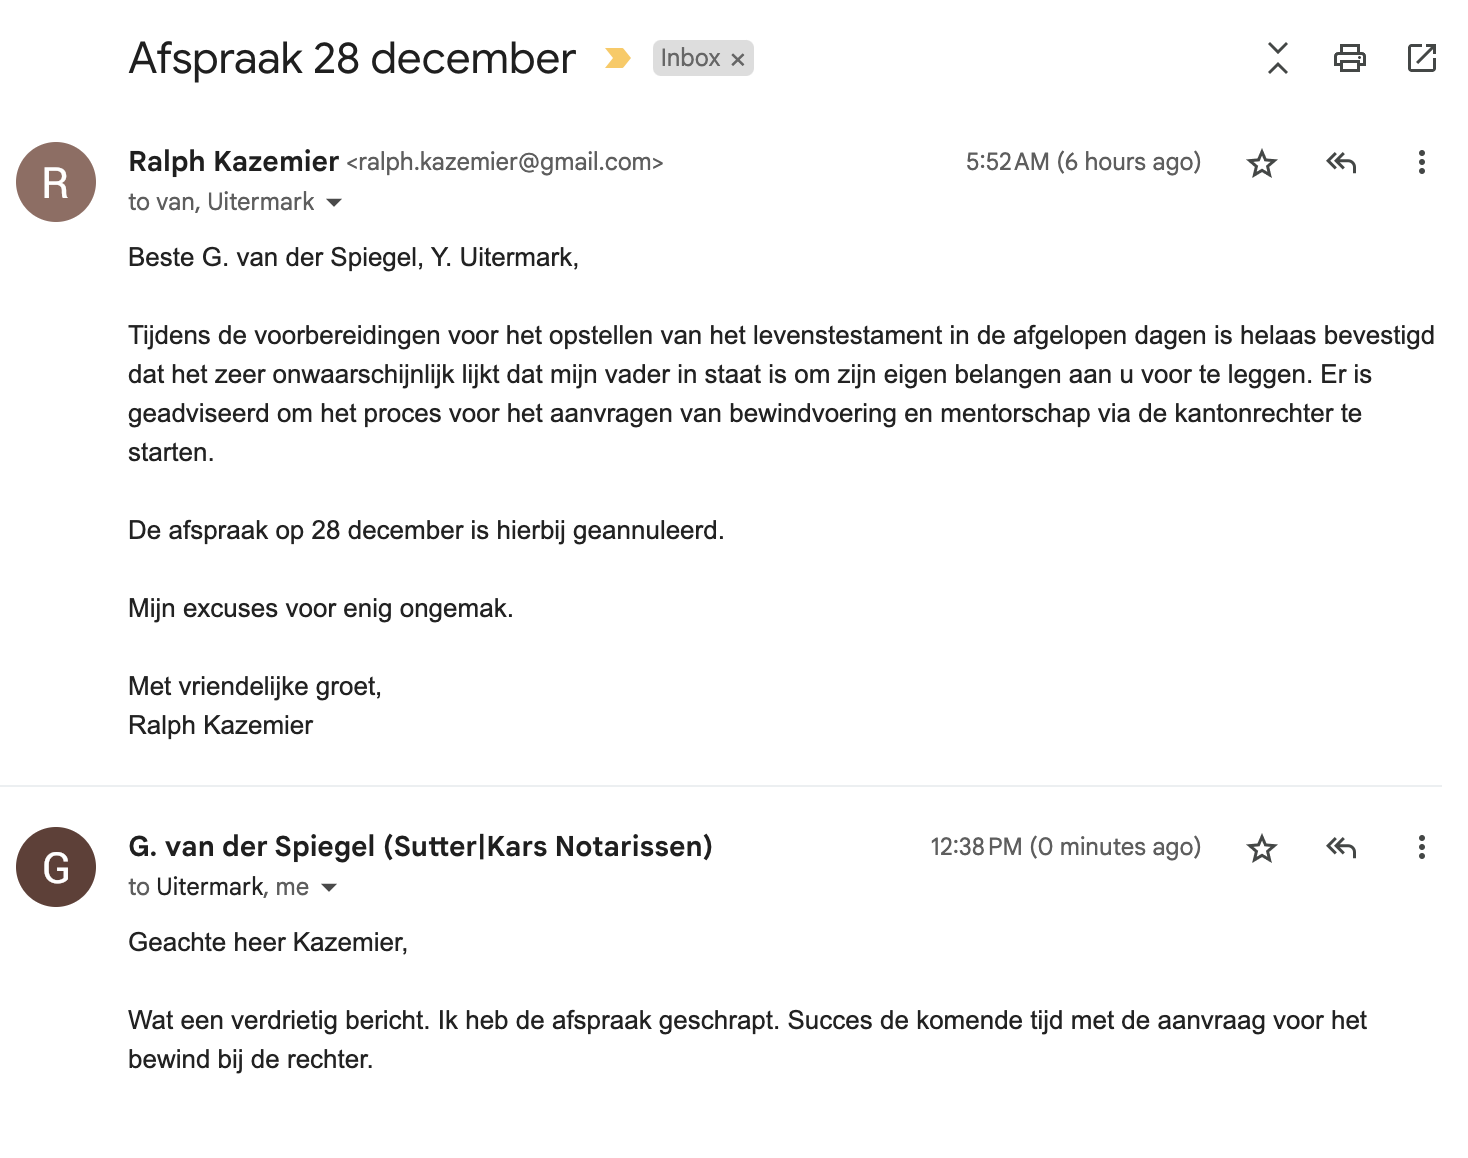 Afspraak 28 december Inbox ×
R
Ralph Kazemier <ralph.kazemier@gmail.com> 5:52 AM (6 hours ago)
to van, Uitermark
Beste G. van der Spiegel, Y. Uitermark,
Tijdens de voorbereidingen voor het opstellen van het levenstestament in de afgelopen dagen is helaas bevestigd
dat het zeer onwaarschijnlijk lijkt dat mijn vader in staat is om zijn eigen belangen aan u voor te leggen. Er is
geadviseerd om het proces voor het aanvragen van bewindvoering en mentorschap via de kantonrechter te
starten.
De afspraak op 28 december is hierbij geannuleerd.
Mijn excuses voor enig ongemak.
Met vriendelijke groet,
Ralph Kazemier
G
G. van der Spiegel (Sutter|Kars Notarissen) 12:38 PM (0 minutes ago)
to Uitermark, me
Geachte heer Kazemier,
Wat een verdrietig bericht. Ik heb de afspraak geschrapt. Succes de komende tijd met de aanvraag voor het
bewind bij de rechter.